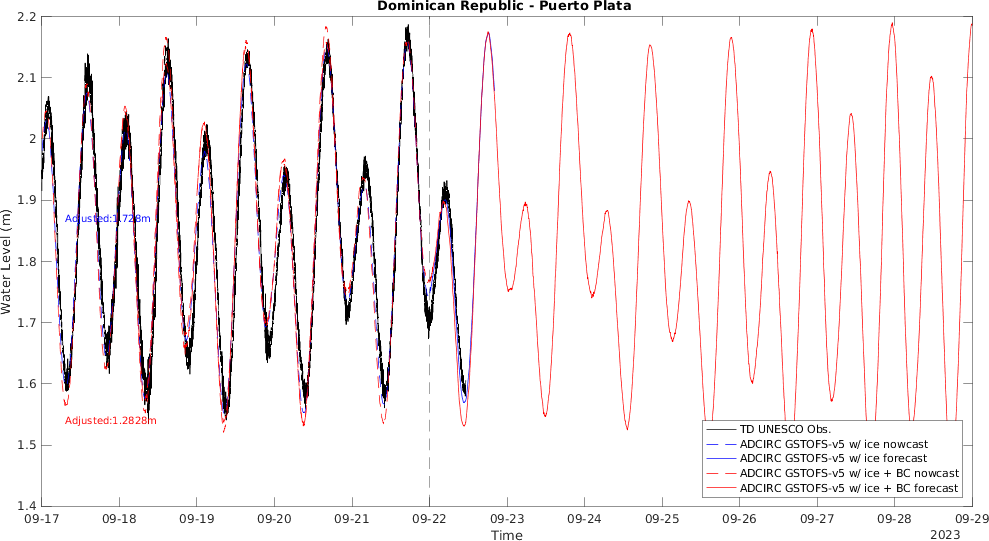 Dominican Republic - Puerto Plata
2.2
2.1
2
1.9
1.8
1.7
1.6
1.5
1.4
Water Level (m)
Adjusted:1.728m
Adjusted:1.2828m
TD UNESCO Obs.
ADCIRC GSTOFS-v5 w/ ice nowcast
ADCIRC GSTOFS-v5 w/ ice forecast
ADCIRC GSTOFS-v5 w/ ice + BC nowcast
ADCIRC GSTOFS-v5 w/ ice + BC forecast
09-17 09-18 09-19 09-20 09-21 09-22 09-23 09-24 09-25 09-26 09-27 09-28 09-29
Time
2023